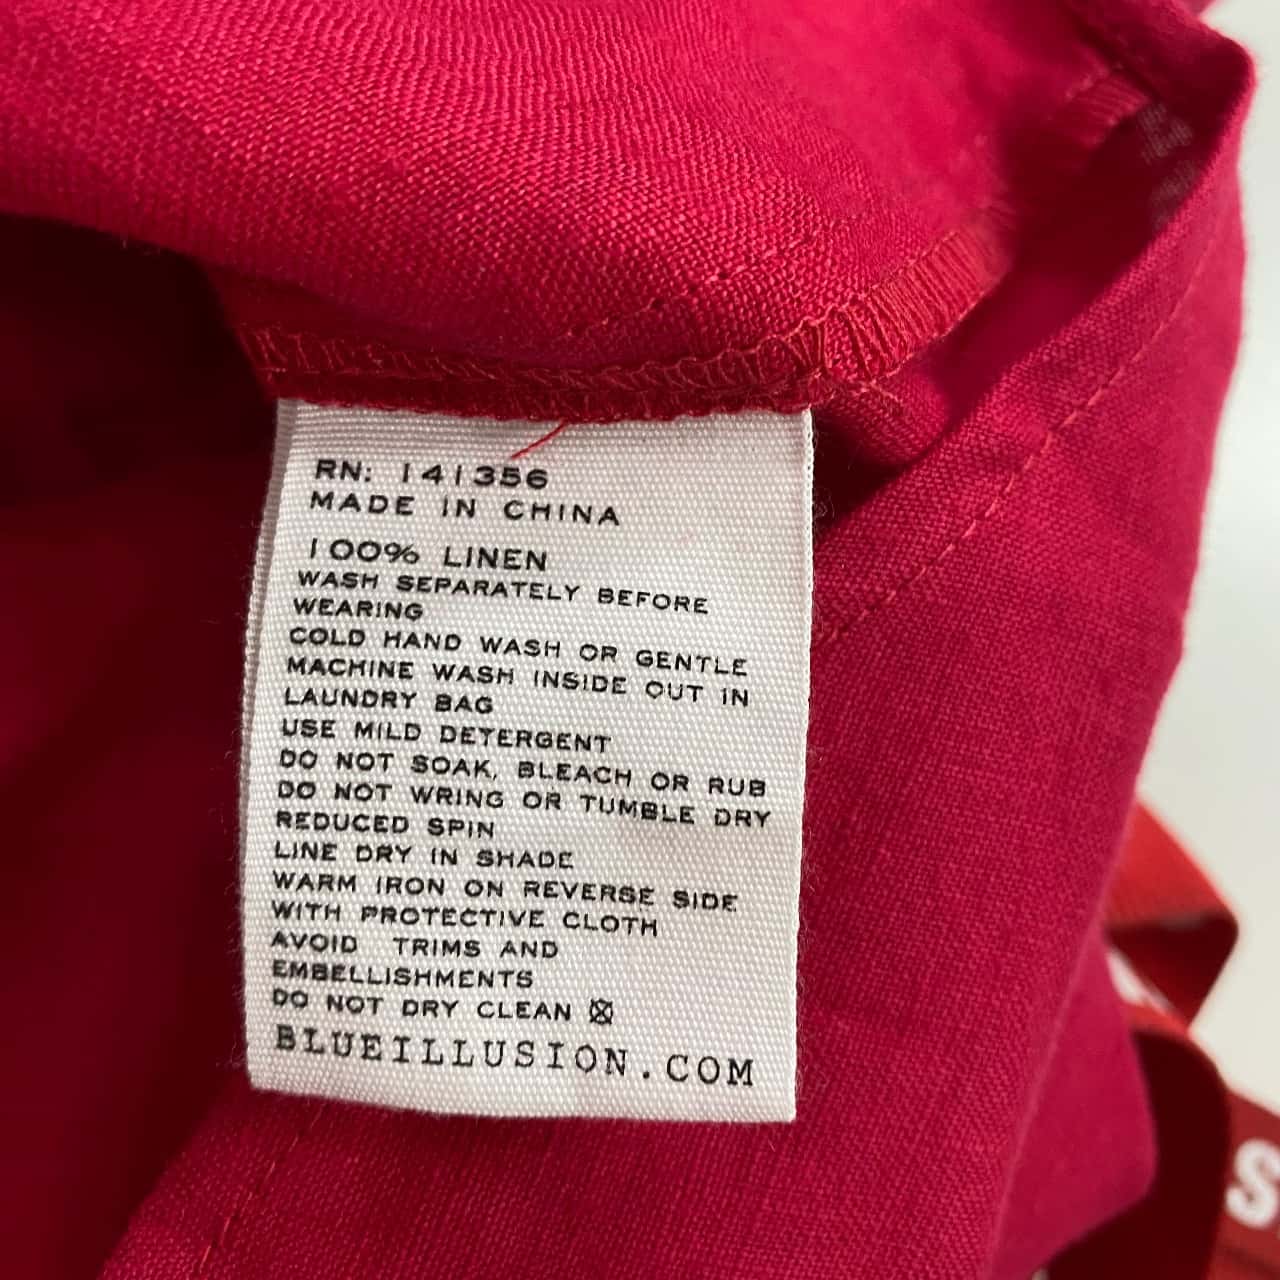 RN: 141356
MADE IN CHINA
100% LINEN
WASH SEPARATELY BEFORE
WEARING
COLD HAND WASH OR GENTLE
MACHINE WASH INSIDE OUT IN
LAUNDRY BAG
USE MILD DETERGENT
DO NOT SOAK, BLEACH OR RUB
DO NOT WRING OR TUMBLE DRY
REDUCED SPIN
LINE DRY IN SHADE
WARM IRON ON REVERSE SIDE
WITH PROTECTIVE CLOTH
AVOID TRIMS AND
EMBELLISHMENTS
DO NOT DRY CLEAN
BLUEILLUSION.COM